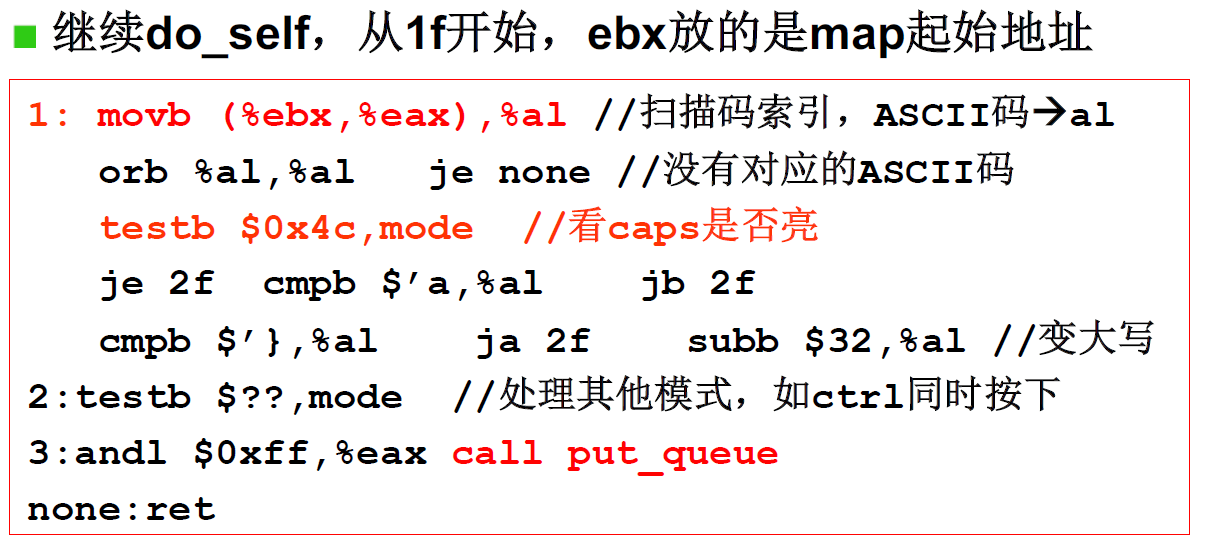 继续do_self，从1f开始，ebx放的是map起始地址
1: movb (%ebx,%eax),%al //扫描码索引，ASCII码→al
orb %al,%al je none //没有对应的ASCII码
testb $0x4c,mode //看caps是否亮
je 2f cmpb $’a,%al jb 2f
cmpb $’},%al ja 2f subb $32,%al //变大写
2:testb $??,mode //处理其他模式，如ctrl同时按下
3:andl $0xff,%eax call put_queue
none:ret